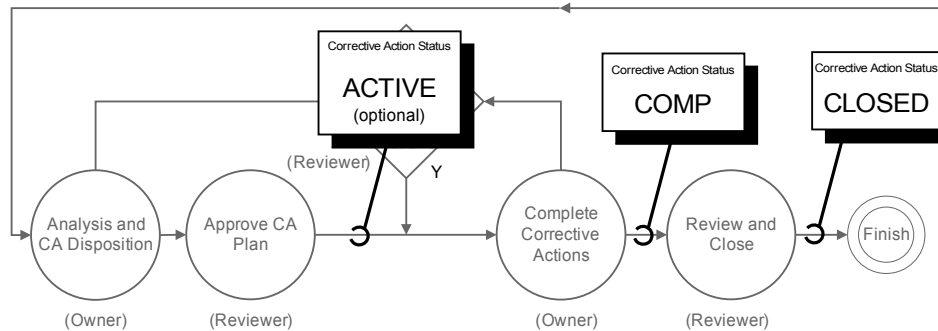 Corrective Action Status
ACTIVE
(optional)
Corrective Action Status
COMP
Corrective Action Status
CLOSED
(Reviewer)
Y
Analysis and
CA Disposition
Approve CA
Plan
Complete
Corrective
Actions
Review and
Close
Finish
(Owner)
(Reviewer)
(Owner)
(Reviewer)